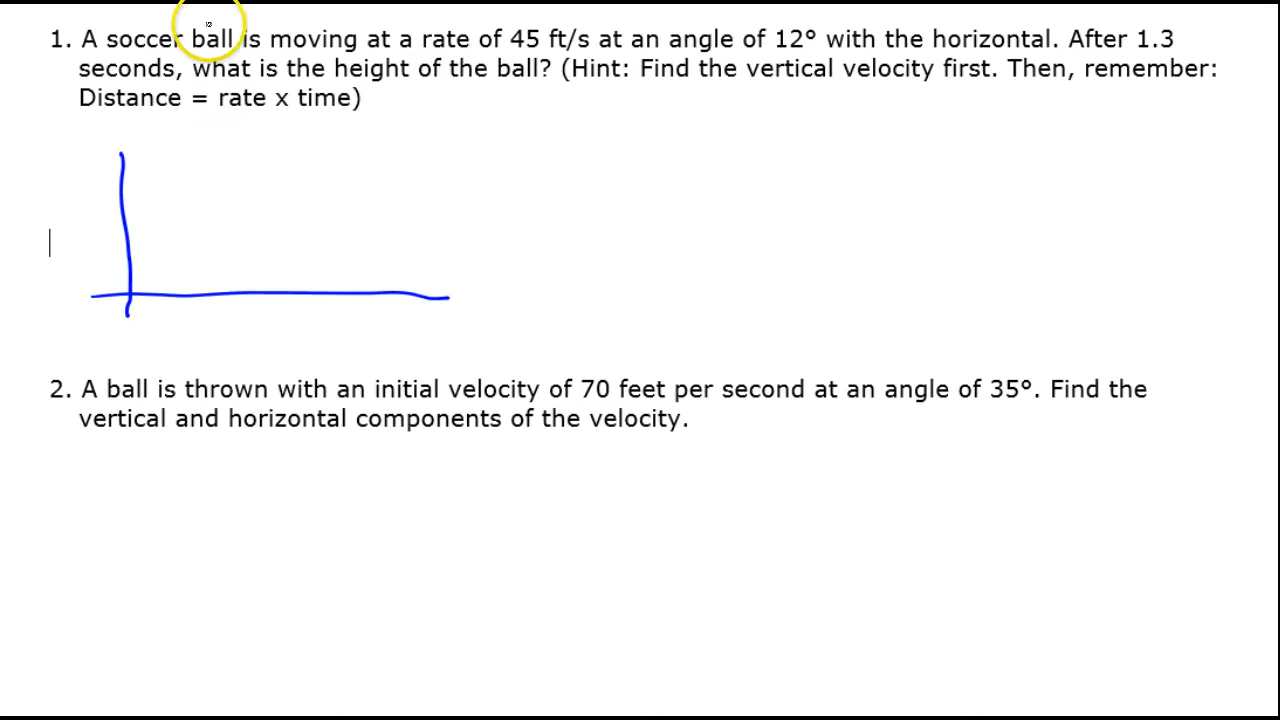 1. A soccer ball is moving at a rate of 45 ft/s at an angle of 12° with the horizontal. After 1.3
seconds, what is the height of the ball? (Hint: Find the vertical velocity first. Then, remember:
Distance = rate x time)
2. A ball is thrown with an initial velocity of 70 feet per second at an angle of 35°. Find the
vertical and horizontal components of the velocity.